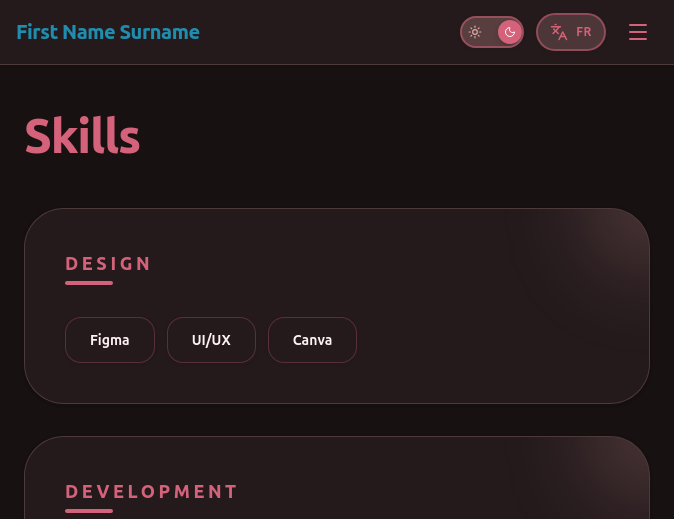 First Name Surname
FR
Skills
DESIGN
Figma
UI/UX
Canva
DEVELOPMENT